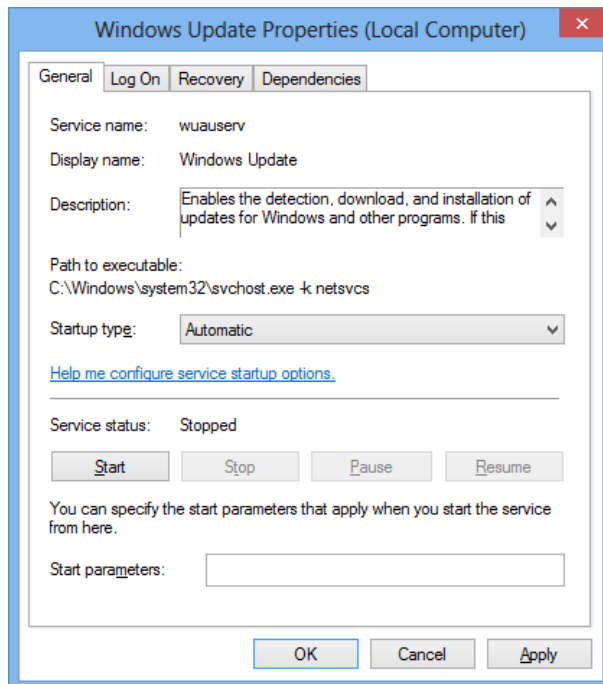 Windows Update Properties (Local Computer)
General Log On Recovery Dependencies
Service name: wuauserv
Display name: Windows Update
Description: Enables the detection, download, and installation of
updates for Windows and other programs. If this
Path to executable:
C:\Windows\system32\svchost.exe -k netsvcs
Startup type: Automatic
Help me configure service startup options.
Service status: Stopped
Start Stop Pause Resume
You can specify the start parameters that apply when you start the service
from here.
Start parameters:
OK Cancel Apply